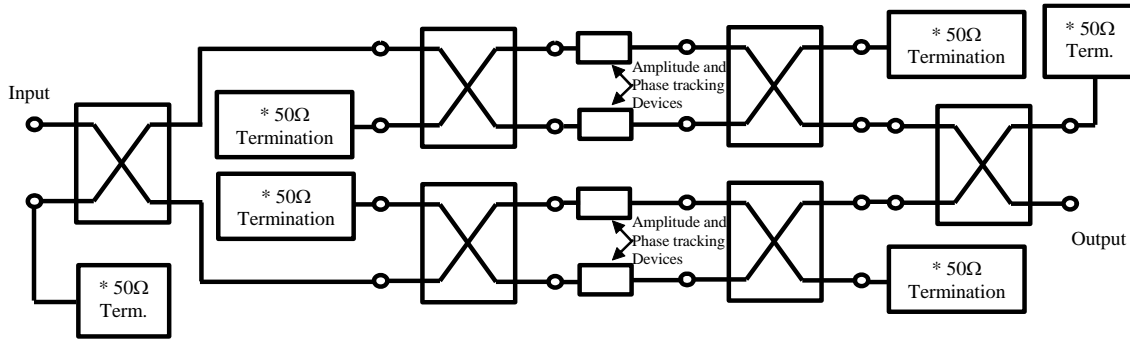 * 50Ω
Termination
* 50Ω
Term.
Input
Amplitude and
Phase tracking
Devices
* 50Ω
Termination
* 50Ω
Termination
Amplitude and
Phase tracking
Devices
Output
* 50Ω
Term.
* 50Ω
Termination